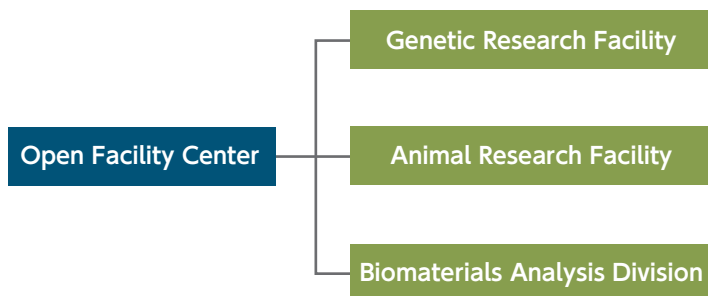 Genetic Research Facility
Open Facility Center
Animal Research Facility
Biomaterials Analysis Division